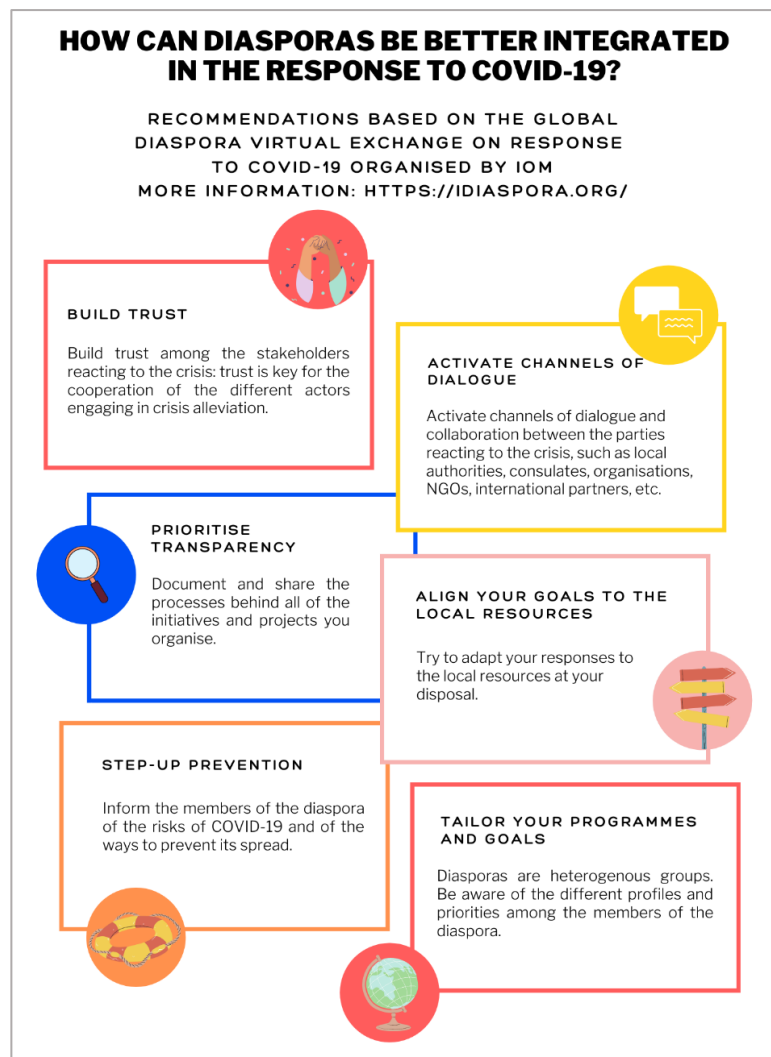 HOW CAN DIASPORAS BE BETTER INTEGRATED
IN THE RESPONSE TO COVID-19?
RECOMMENDATIONS BASED ON THE GLOBAL
DIASPORA VIRTUAL EXCHANGE ON RESPONSE
TO COVID-19 ORGANISED BY IOM
MORE INFORMATION: HTTPS://IDIASPORA.ORG/
BUILD TRUST
Build trust among the stakeholders
reacting to the crisis: trust is key for the
cooperation of the different actors
engaging in crisis alleviation.
ACTIVATE CHANNELS OF
DIALOGUE
Activate channels of dialogue and
collaboration between the parties
reacting to the crisis, such as local
authorities, consulates, organisations,
NGOs, international partners, etc.
PRIORITISE
TRANSPARENCY
Document and share the
processes behind all of the
initiatives and projects you
organise.
ALIGN YOUR GOALS TO THE
LOCAL RESOURCES
Try to adapt your responses to
the local resources at your
disposal.
STEP-UP PREVENTION
Inform the members of the diaspora
of the risks of COVID-19 and of the
ways to prevent its spread.
TAILOR YOUR PROGRAMMES
AND GOALS
Diasporas are heterogenous groups.
Be aware of the different profiles and
priorities among the members of the
diaspora.